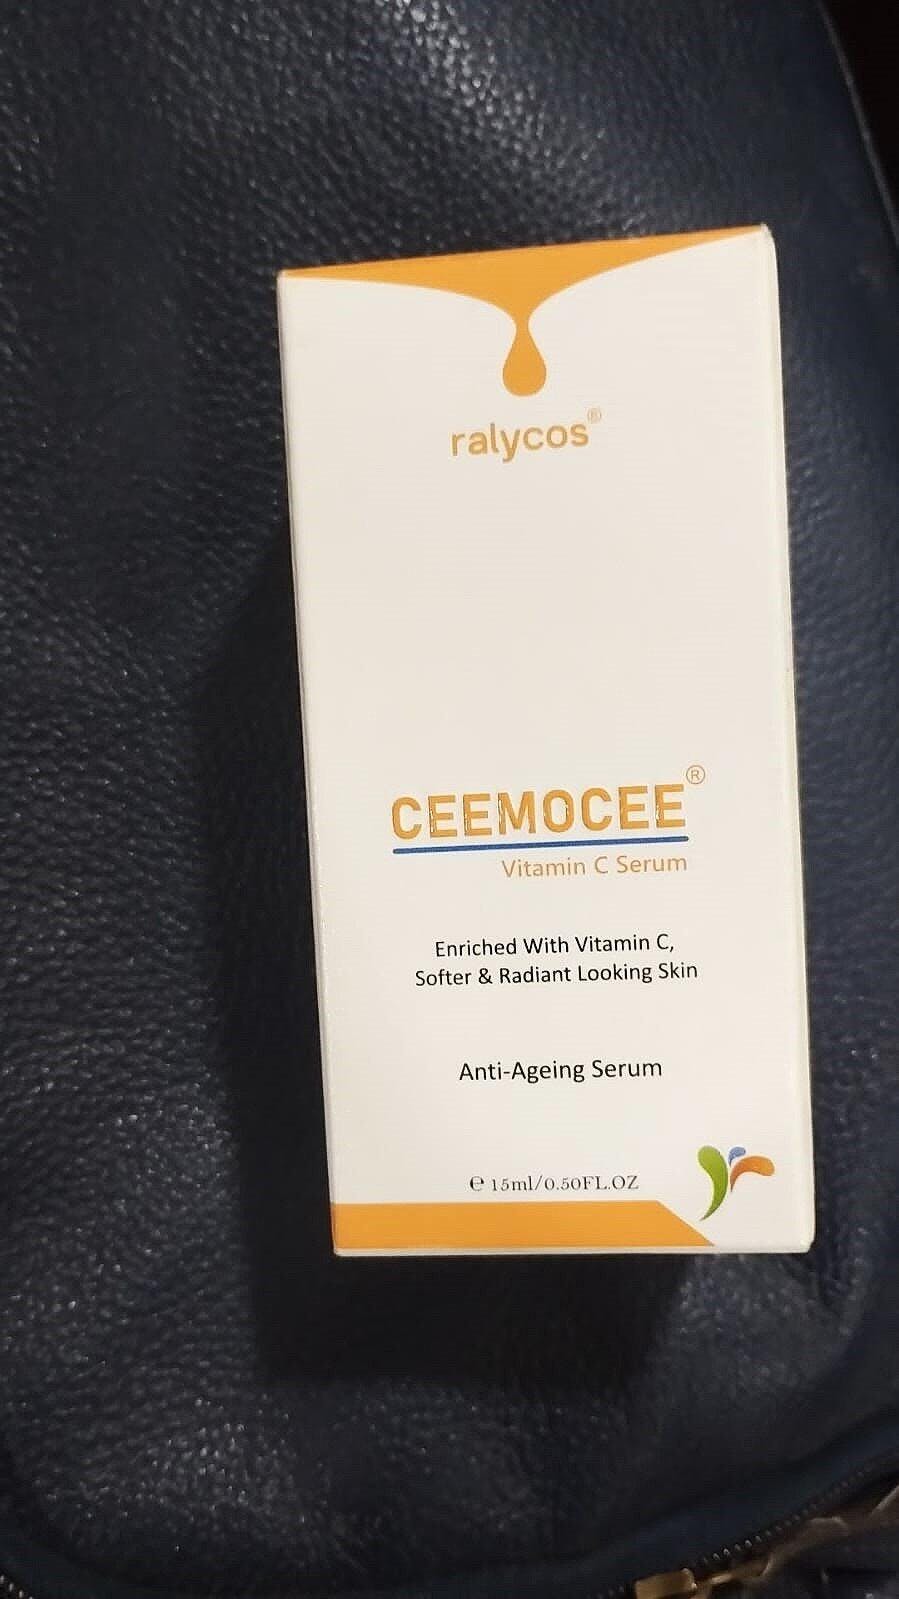 ralycos®
CEEMOCEE®
Vitamin C Serum
Enriched With Vitamin C,
Softer & Radiant Looking Skin
Anti-Ageing Serum
℮ 15ml/0.50FL.OZ